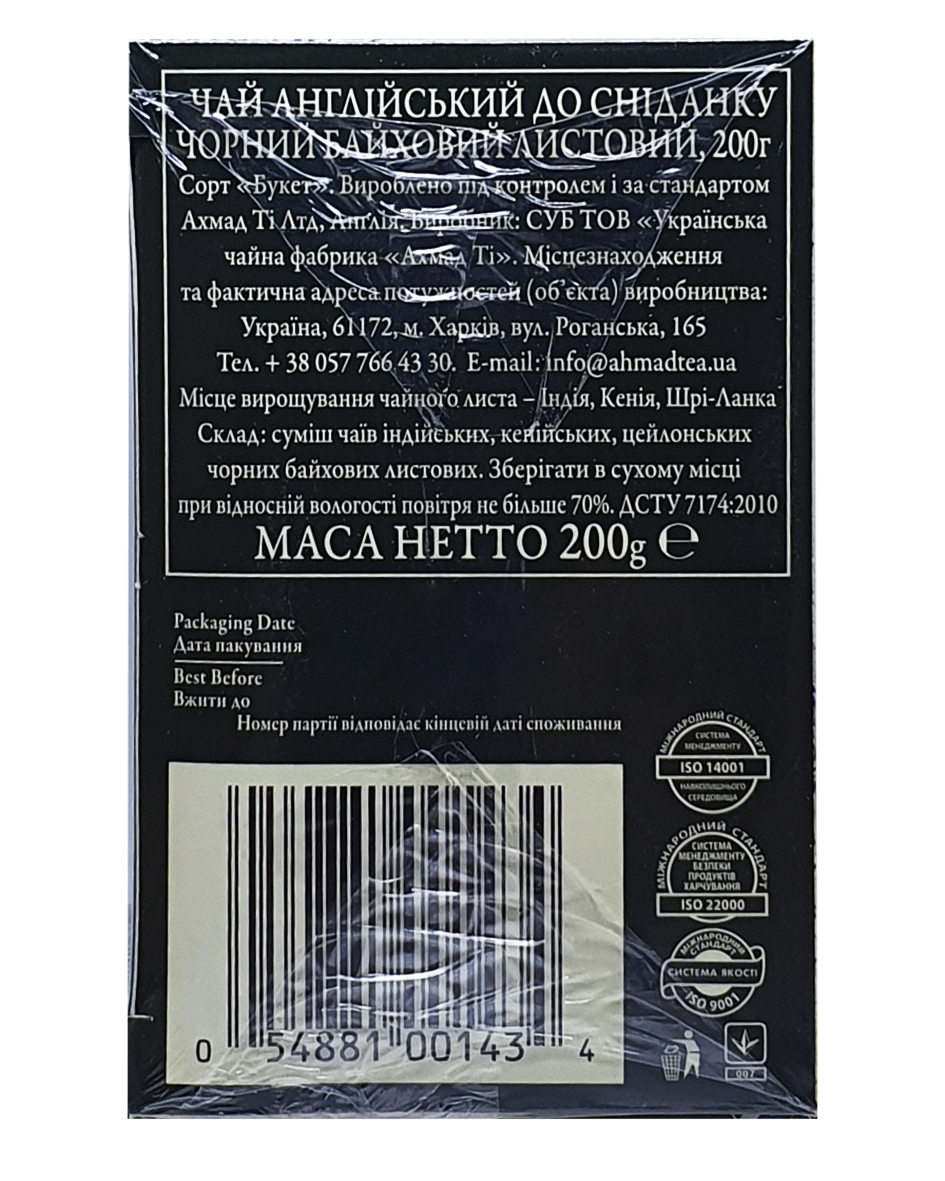 ЧАЙ АНГЛІЙСЬКИЙ ДО СНІДАНКУ
ЧОРНИЙ БАЙХОВИЙ ЛИСТОВИЙ, 200г
Сорт «Букет». Вироблено під контролем і за стандартом
Ахмад Ті Лтд, Англія. Виробник: СУБ ТОВ «Українська
чайна фабрика «Ахмад Ті». Місцезнаходження
та фактична адреса потужностей (об'єкта) виробництва:
Україна, 61172, м. Харків, вул. Роганська, 165
Тел. + 38 057 766 43 30. E-mail: info@ahmadtea.ua
Місце вирощування чайного листа – Індія, Кенія, Шрі-Ланка
Склад: суміш чаїв індійських, кенійських, цейлонських
чорних байхових листових. Зберігати в сухому місці
при відносній вологості повітря не більше 70%. ДСТУ 7174:2010
МАСА НЕТТО 200g ℮
Packaging Date
Дата пакування
Best Before
Вжити до
Номер партії відповідає кінцевій даті споживання
МІЖНАРОДНИЙ СТАНДАРТ
СИСТЕМА
МЕНЕДЖМЕНТУ
ISO 14001
НАВКОЛИШНЬОГО
СЕРЕДОВИЩА
МІЖНАРОДНИЙ СТАНДАРТ
СИСТЕМА
МЕНЕДЖМЕНТУ
БЕЗПЕКИ
ПРОДУКТІВ
ХАРЧУВАННЯ
ISO 22000
МІЖНАРОДНИЙ
СТАНДАРТ
СИСТЕМА ЯКОСТІ
ISO 9001
007
0 54881 00143 4